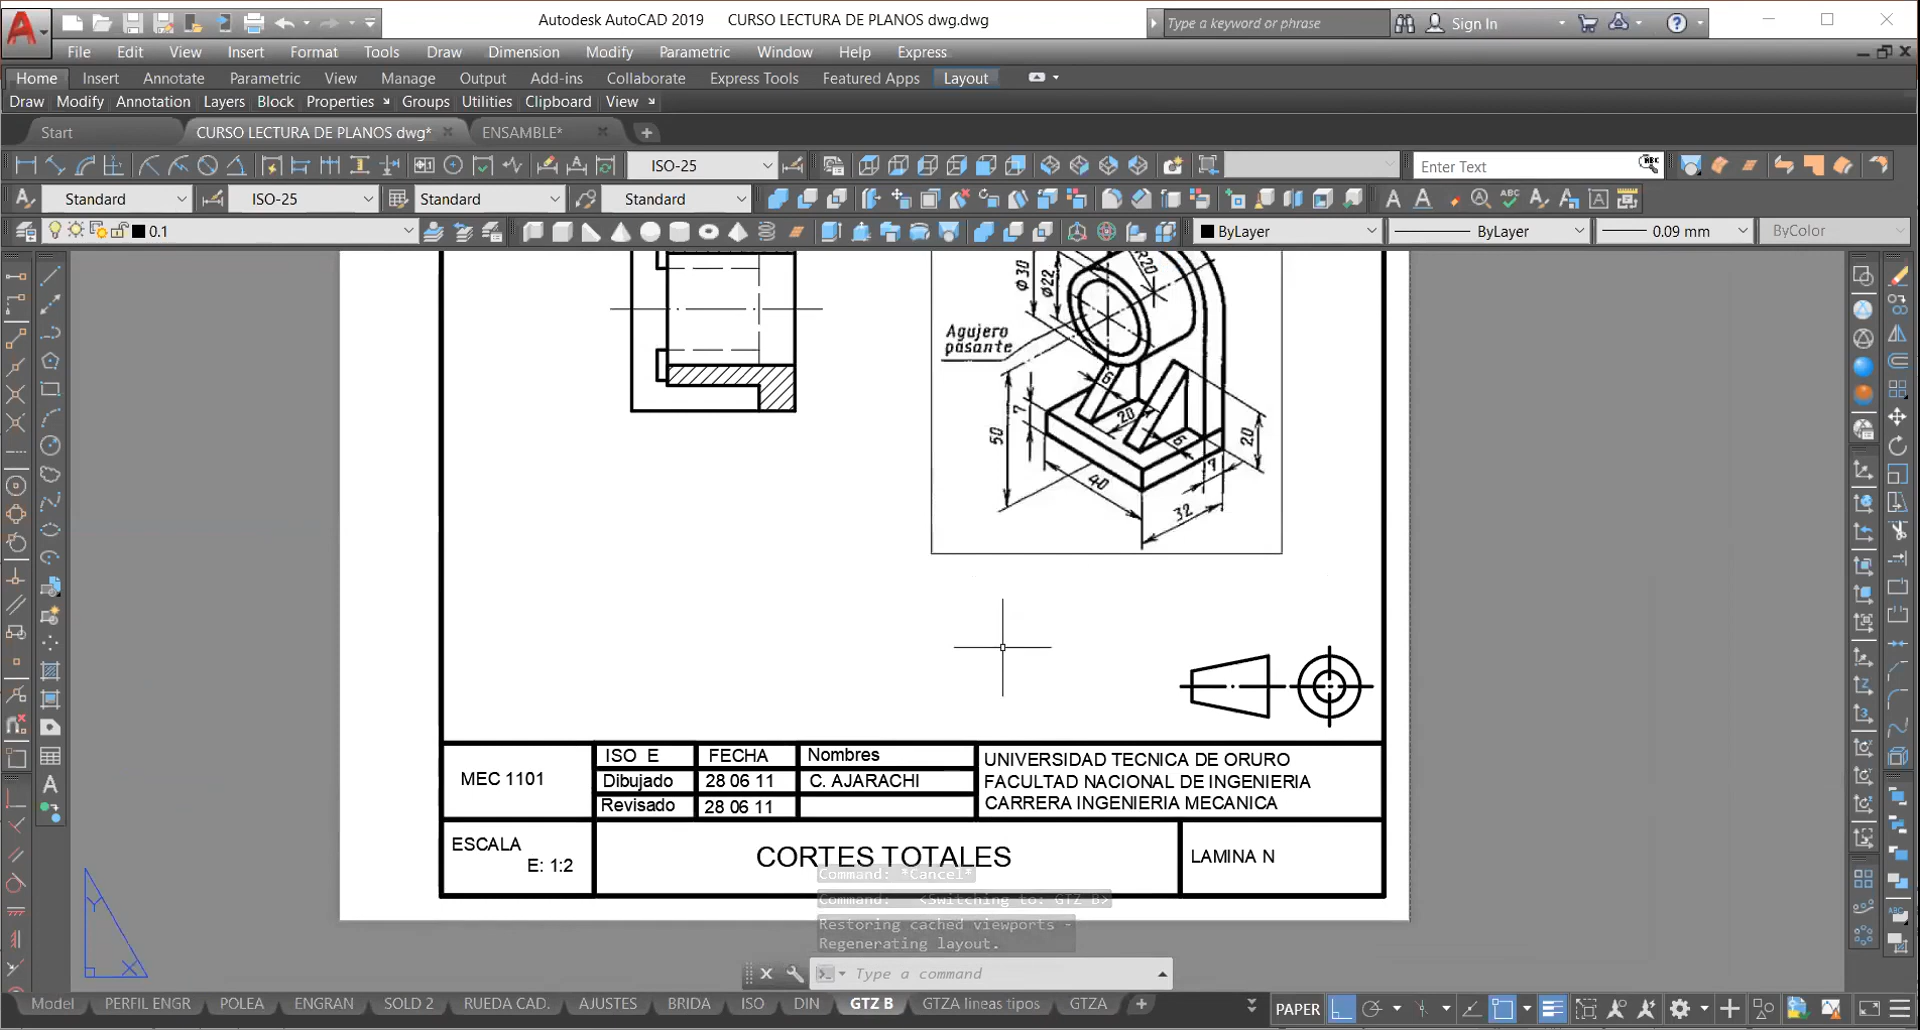 Autodesk AutoCAD 2019 CURSO LECTURA DE PLANOS dwg.dwg
Type a keyword or phrase
Sign In
File Edit View Insert Format Tools Draw Dimension Modify Parametric Window Help Express
Home Insert Annotate Parametric View Manage Output Add-ins Collaborate Express Tools Featured Apps Layout
Draw Modify Annotation Layers Block Properties Groups Utilities Clipboard View
Start CURSO LECTURA DE PLANOS dwg* ENSAMBLE*
ISO-25
Enter Text
Standard ISO-25 Standard Standard
0.1
ByLayer ByLayer 0.09 mm ByColor
R20
Φ30
Φ22
Agujero
pasante
6
7
50
20
6
7
20
40
32
MEC 1101
ISO E FECHA Nombres
Dibujado 28 06 11 C. AJARACHI
Revisado 28 06 11
UNIVERSIDAD TECNICA DE ORURO
FACULTAD NACIONAL DE INGENIERIA
CARRERA INGENIERIA MECANICA
ESCALA
E: 1:2
CORTES TOTALES
LAMINA N
Command: *Cancel*
Command: <Switching to: GTZ B>
Restoring cached viewports -
Regenerating layout.
Type a command
Y
X
Model PERFIL ENGR POLEA ENGRAN SOLD 2 RUEDA CAD. AJUSTES BRIDA ISO DIN GTZ B GTZA lineas tipos GTZA
PAPER